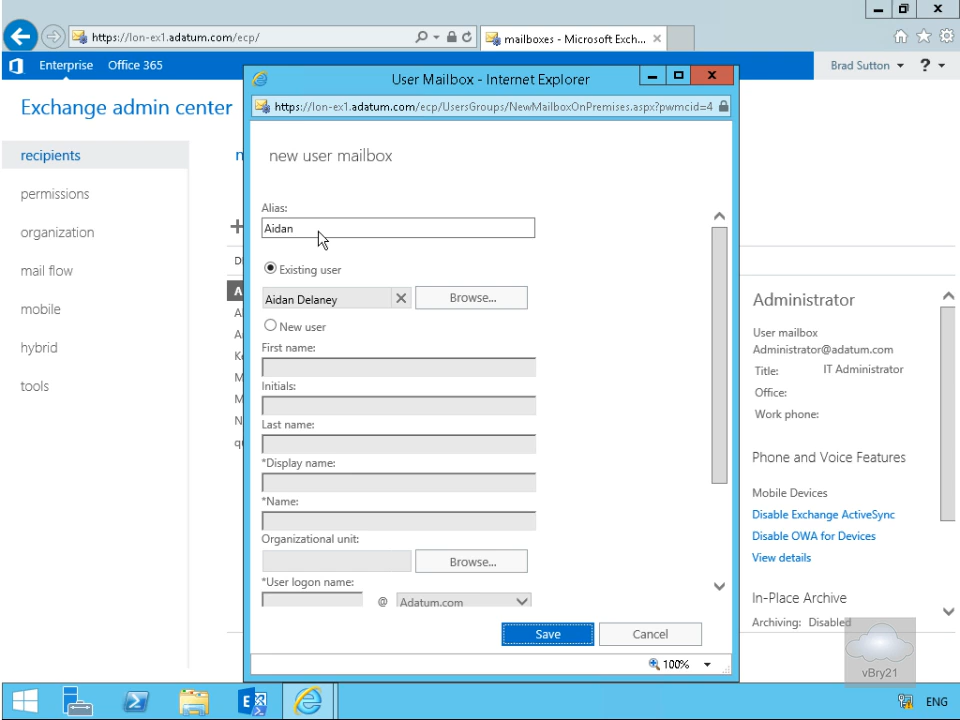 https://lon-ex1.adatum.com/ecp/
mailboxes - Microsoft Exch...
Enterprise Office 365
Brad Sutton ?
User Mailbox - Internet Explorer
https://lon-ex1.adatum.com/ecp/UsersGroups/NewMailboxOnPremises.aspx?pwmcid=4
Exchange admin center
recipients
permissions
organization
mail flow
mobile
hybrid
tools
new user mailbox
Alias:
Aidan
Existing user
Aidan Delaney
Browse...
New user
First name:
Initials:
Last name:
*Display name:
*Name:
Organizational unit:
Browse...
*User logon name:
@ Adatum.com
Save Cancel
100%
Administrator
User mailbox
Administrator@adatum.com
Title: IT Administrator
Office:
Work phone:
Phone and Voice Features
Mobile Devices
Disable Exchange ActiveSync
Disable OWA for Devices
View details
In-Place Archive
Archiving: Disabled
vBry21
ENG